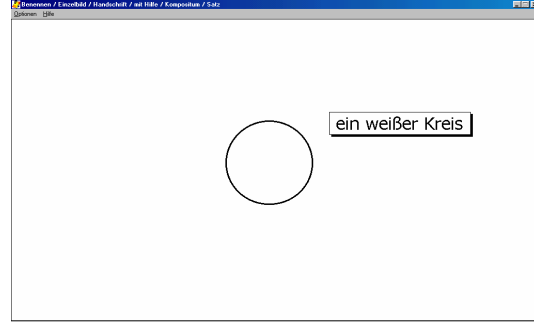 Benennen / Einzelbild / Handschrift / mit Hilfe / Kompositum / Satz
Optionen Hilfe
ein weißer Kreis